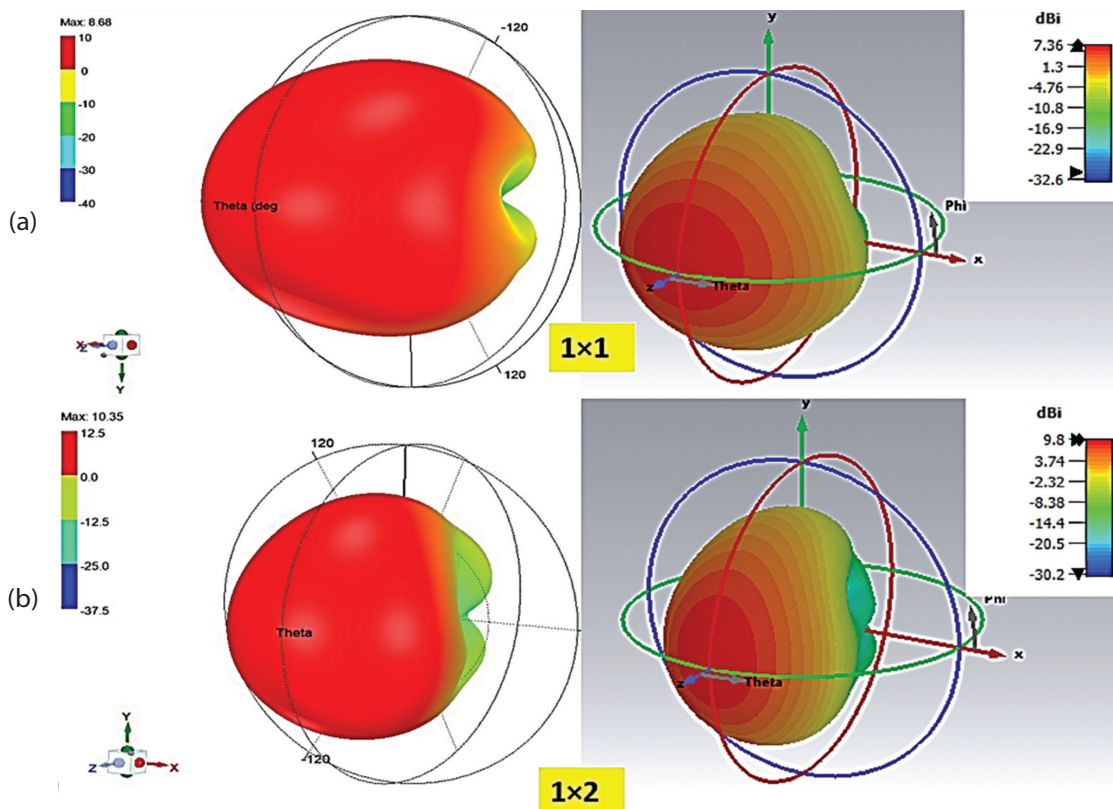 (a)
Max: 8.68
10
0
-10
-20
-30
-40
-120
Theta (deg
120
X
Z
Y
1×1
y
Phi
x
z
Theta
dBi
7.36
1.3
-4.76
-10.8
-16.9
-22.9
-32.6
(b)
Max: 10.35
12.5
0.0
-12.5
-25.0
-37.5
120
Theta
-120
Y
Z
X
1×2
y
Phi
x
z
Theta
dBi
9.8
3.74
-2.32
-8.38
-14.4
-20.5
-30.2